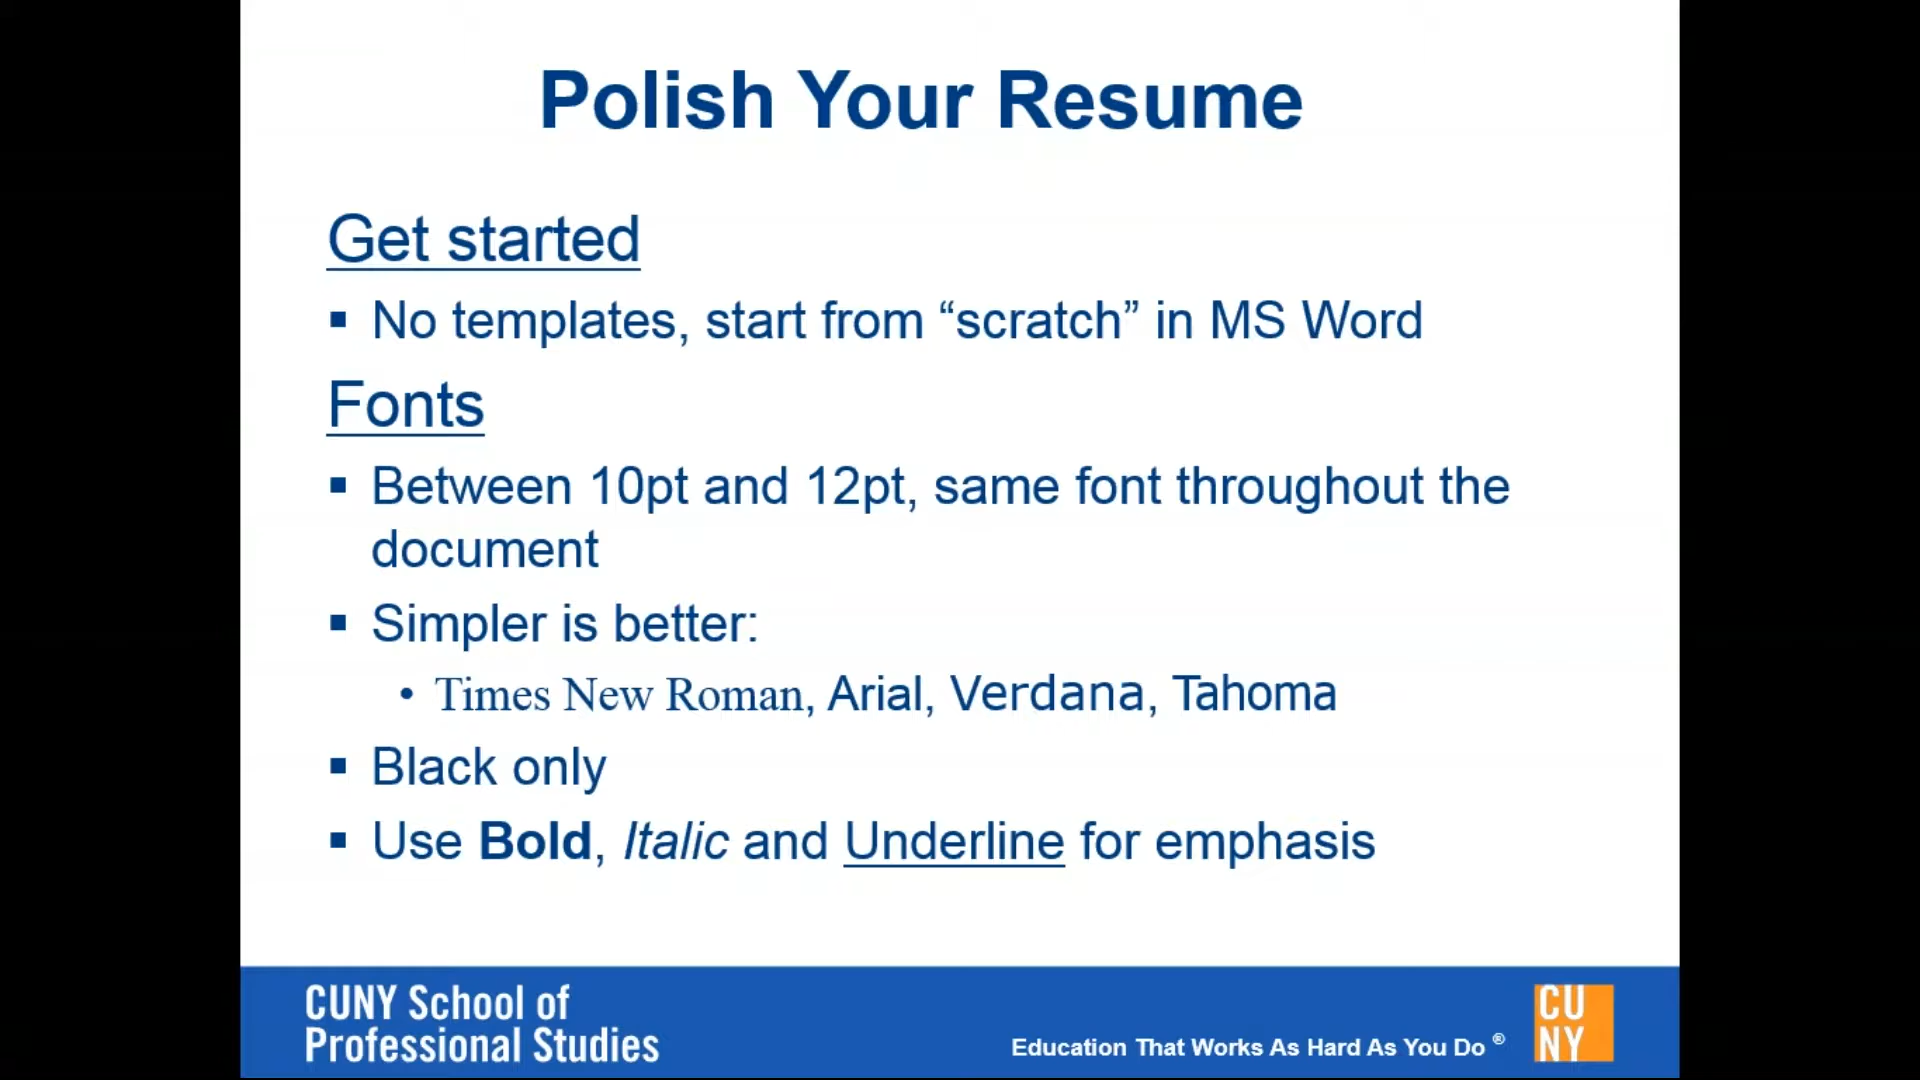 Polish Your Resume
Get started
▪ No templates, start from “scratch” in MS Word
Fonts
▪ Between 10pt and 12pt, same font throughout the
document
▪ Simpler is better:
• Times New Roman, Arial, Verdana, Tahoma
▪ Black only
▪ Use Bold, Italic and Underline for emphasis
CUNY School of
Professional Studies
Education That Works As Hard As You Do ®
CU
NY